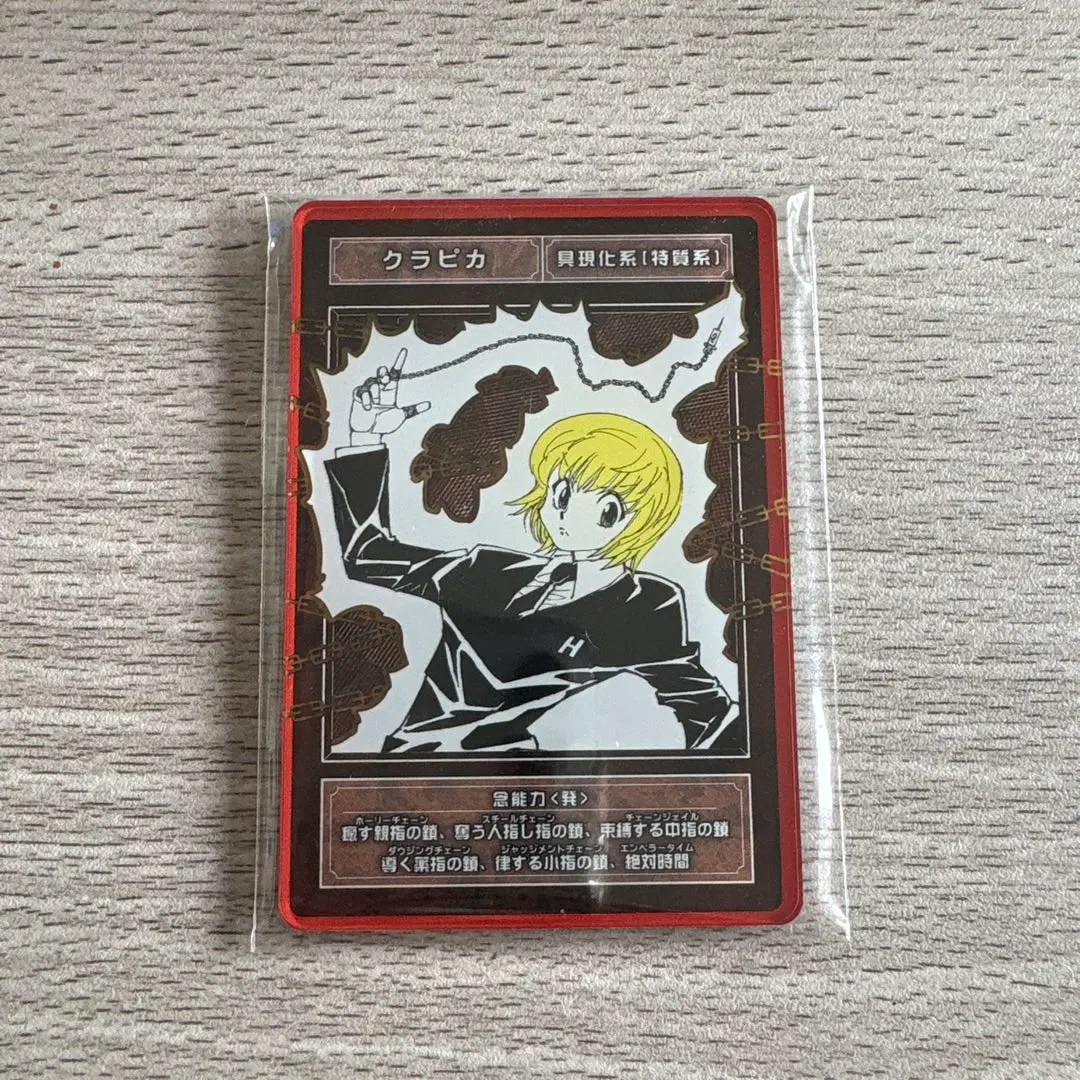 クラピカ
具現化系[特質系]
H
念能力<発>
ホーリーチェーン スチールチェーン チェーンジェイル
癒す親指の鎖、奪う人指し指の鎖、束縛する中指の鎖
ダウジングチェーン ジャッジメントチェーン エンペラータイム
導く薬指の鎖、律する小指の鎖、絶対時間